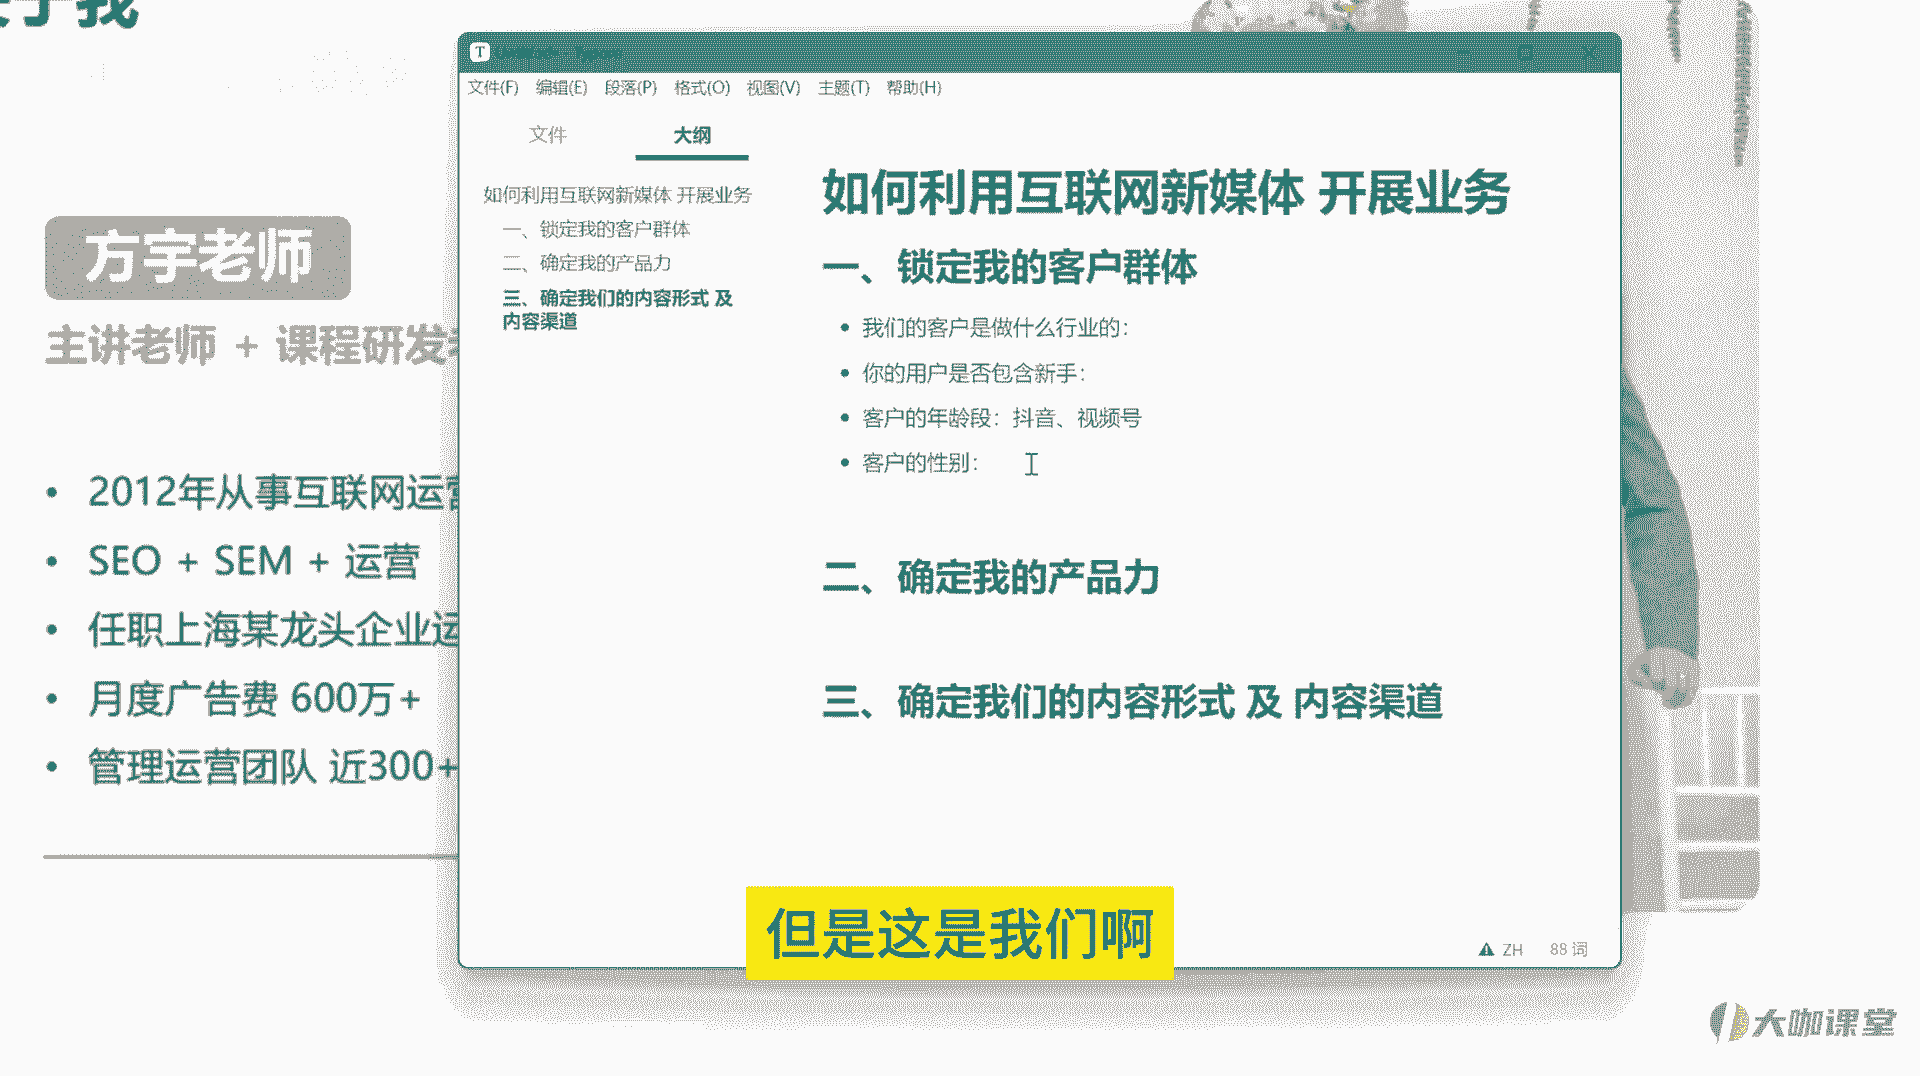 方宇老师
主讲老师 + 课程研发
2012年从事互联网运营
SEO + SEM + 运营
任职上海某龙头企业运
月度广告费 600万+
管理运营团队 近300+
T
文件(F) 编辑(E) 段落(P) 格式(O) 视图(V) 主题(T) 帮助(H)
文件 大纲
如何利用互联网新媒体 开展业务
一、锁定我的客户群体
二、确定我的产品力
三、确定我们的内容形式 及
内容渠道
如何利用互联网新媒体 开展业务
一、锁定我的客户群体
我们的客户是做什么行业的：
你的用户是否包含新手：
客户的年龄段：抖音、视频号
客户的性别：
二、确定我的产品力
三、确定我们的内容形式 及 内容渠道
但是这是我们啊
ZH 88 词
大咖课堂